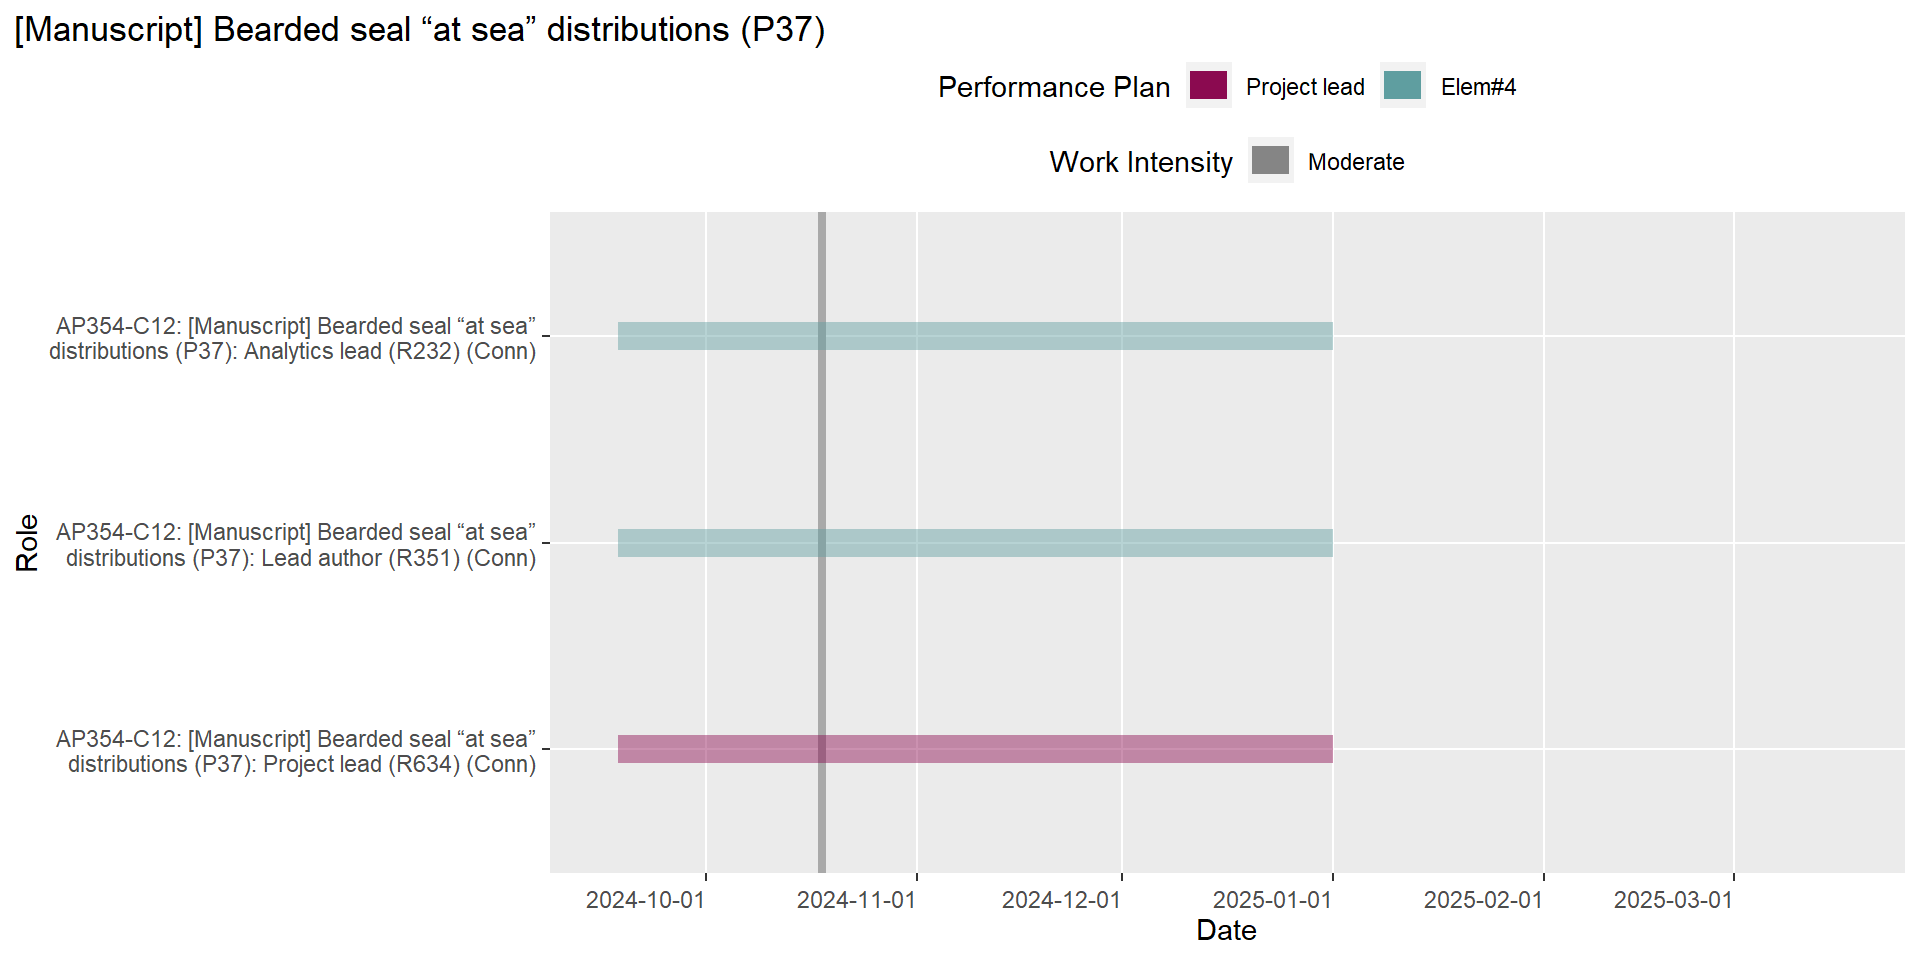 [Manuscript] Bearded seal “at sea” distributions (P37)
Performance Plan Project lead Elem#4
Work Intensity Moderate
AP354-C12: [Manuscript] Bearded seal “at sea”
distributions (P37): Analytics lead (R232) (Conn)
AP354-C12: [Manuscript] Bearded seal “at sea”
distributions (P37): Lead author (R351) (Conn)
AP354-C12: [Manuscript] Bearded seal “at sea”
distributions (P37): Project lead (R634) (Conn)
Role
2024-10-01 2024-11-01 2024-12-01 2025-01-01 2025-02-01 2025-03-01
Date